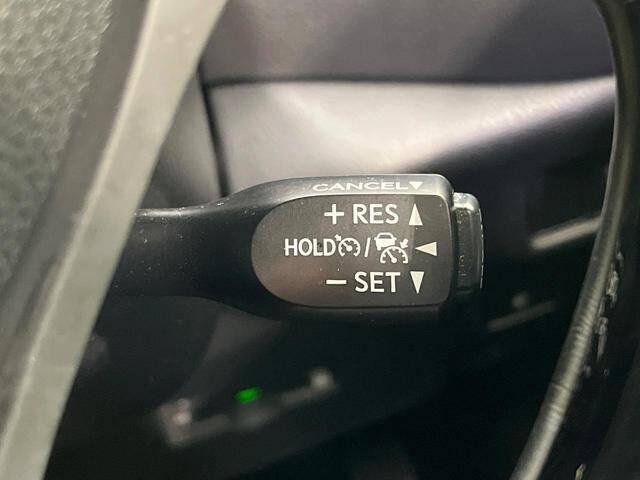 CANCEL▼
+ RES ▲
HOLD / ◀
− SET ▼